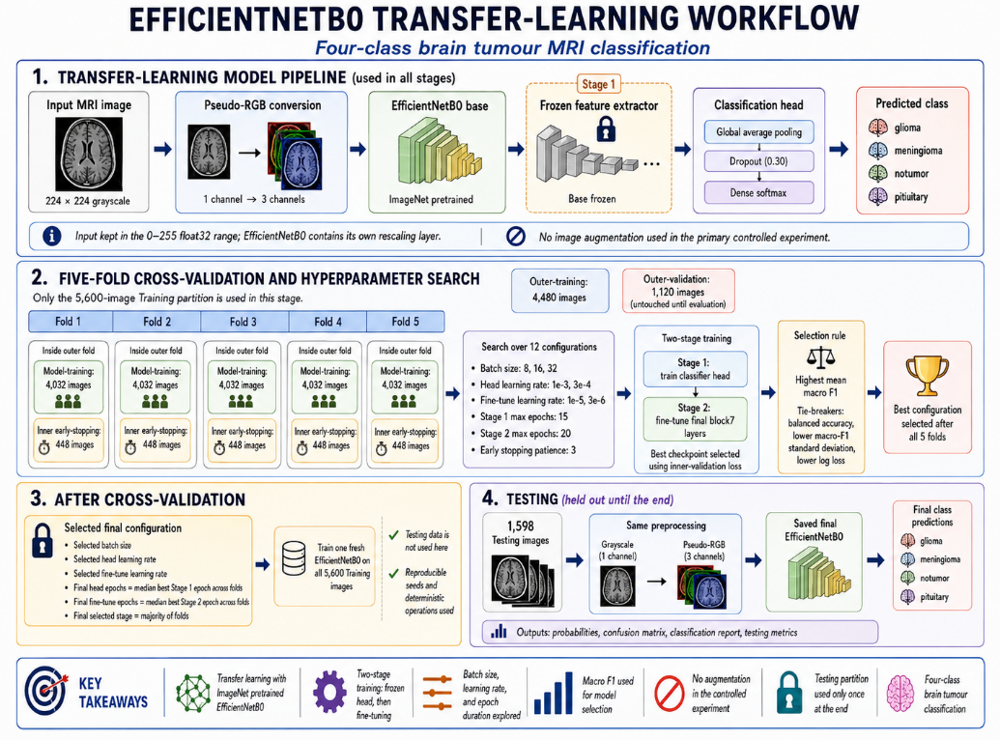 EFFICIENTNETB0 TRANSFER-LEARNING WORKFLOW
Four-class brain tumour MRI classification
1. TRANSFER-LEARNING MODEL PIPELINE (used in all stages)
Input MRI image
224 × 224 grayscale
Pseudo-RGB conversion
1 channel → 3 channels
EfficientNetB0 base
ImageNet pretrained
Stage 1
Frozen feature extractor
Base frozen
Classification head
Global average pooling
Dropout (0.30)
Dense softmax
Predicted class
glioma
meningioma
notumor
pitiuitary
Input kept in the 0–255 float32 range; EfficientNetB0 contains its own rescaling layer.
No image augmentation used in the primary controlled experiment.
2. FIVE-FOLD CROSS-VALIDATION AND HYPERPARAMETER SEARCH
Only the 5,600-image Training partition is used in this stage.
Outer-training:
4,480 images
Outer-validation:
1,120 images
(untouched until evaluation)
Fold 1
Fold 2
Fold 3
Fold 4
Fold 5
Inside outer fold
Model-training:
4,032 images
Inner early-stopping:
448 images
Inside outer fold
Model-training:
4,032 images
Inner early-stopping:
448 images
Inside outer fold
Model-training:
4,032 images
Inner early-stopping:
448 images
Inside outer fold
Model-training:
4,032 images
Inner early-stopping:
448 images
Inside outer fold
Model-training:
4,032 images
Inner early-stopping:
448 images
Search over 12 configurations
• Batch size: 8, 16, 32
• Head learning rate: 1e-3, 3e-4
• Fine-tune learning rate: 1e-5, 3e-6
• Stage 1 max epochs: 15
• Stage 2 max epochs: 20
• Early stopping patience: 3
Two-stage training
Stage 1:
train classifier head
Stage 2:
fine-tune final block7
layers
Best checkpoint selected
using inner-validation loss
Selection rule
Highest mean
macro F1
Tie-breakers:
balanced accuracy,
lower macro-F1
standard deviation,
lower log loss
Best configuration
selected after
all 5 folds
3. AFTER CROSS-VALIDATION
Selected final configuration
• Selected batch size
• Selected head learning rate
• Selected fine-tune learning rate
• Final head epochs = median best Stage 1 epoch across folds
• Final fine-tune epochs = median best Stage 2 epoch across folds
• Final selected stage = majority of folds
Train one fresh
EfficientNetB0 on
all 5,600 Training
images
Testing data is
not used here
Reproducible
seeds and
deterministic
operations used
4. TESTING (held out until the end)
1,598
Testing images
Same preprocessing
Grayscale
(1 channel)
Pseudo-RGB
(3 channels)
Saved final
EfficientNetB0
Final class
predictions
glioma
meningioma
notumor
pituitary
Outputs: probabilities, confusion matrix, classification report, testing metrics
KEY
TAKEAWAYS
Transfer learning with
ImageNet pretrained
EfficientNetB0
Two-stage
training: frozen
head, then
fine-tuning
Batch size,
learning rate,
and epoch
duration explored
Macro F1 used
for model
selection
No augmentation
in the controlled
experiment
Testing partition
used only once
at the end
Four-class
brain tumour
classification